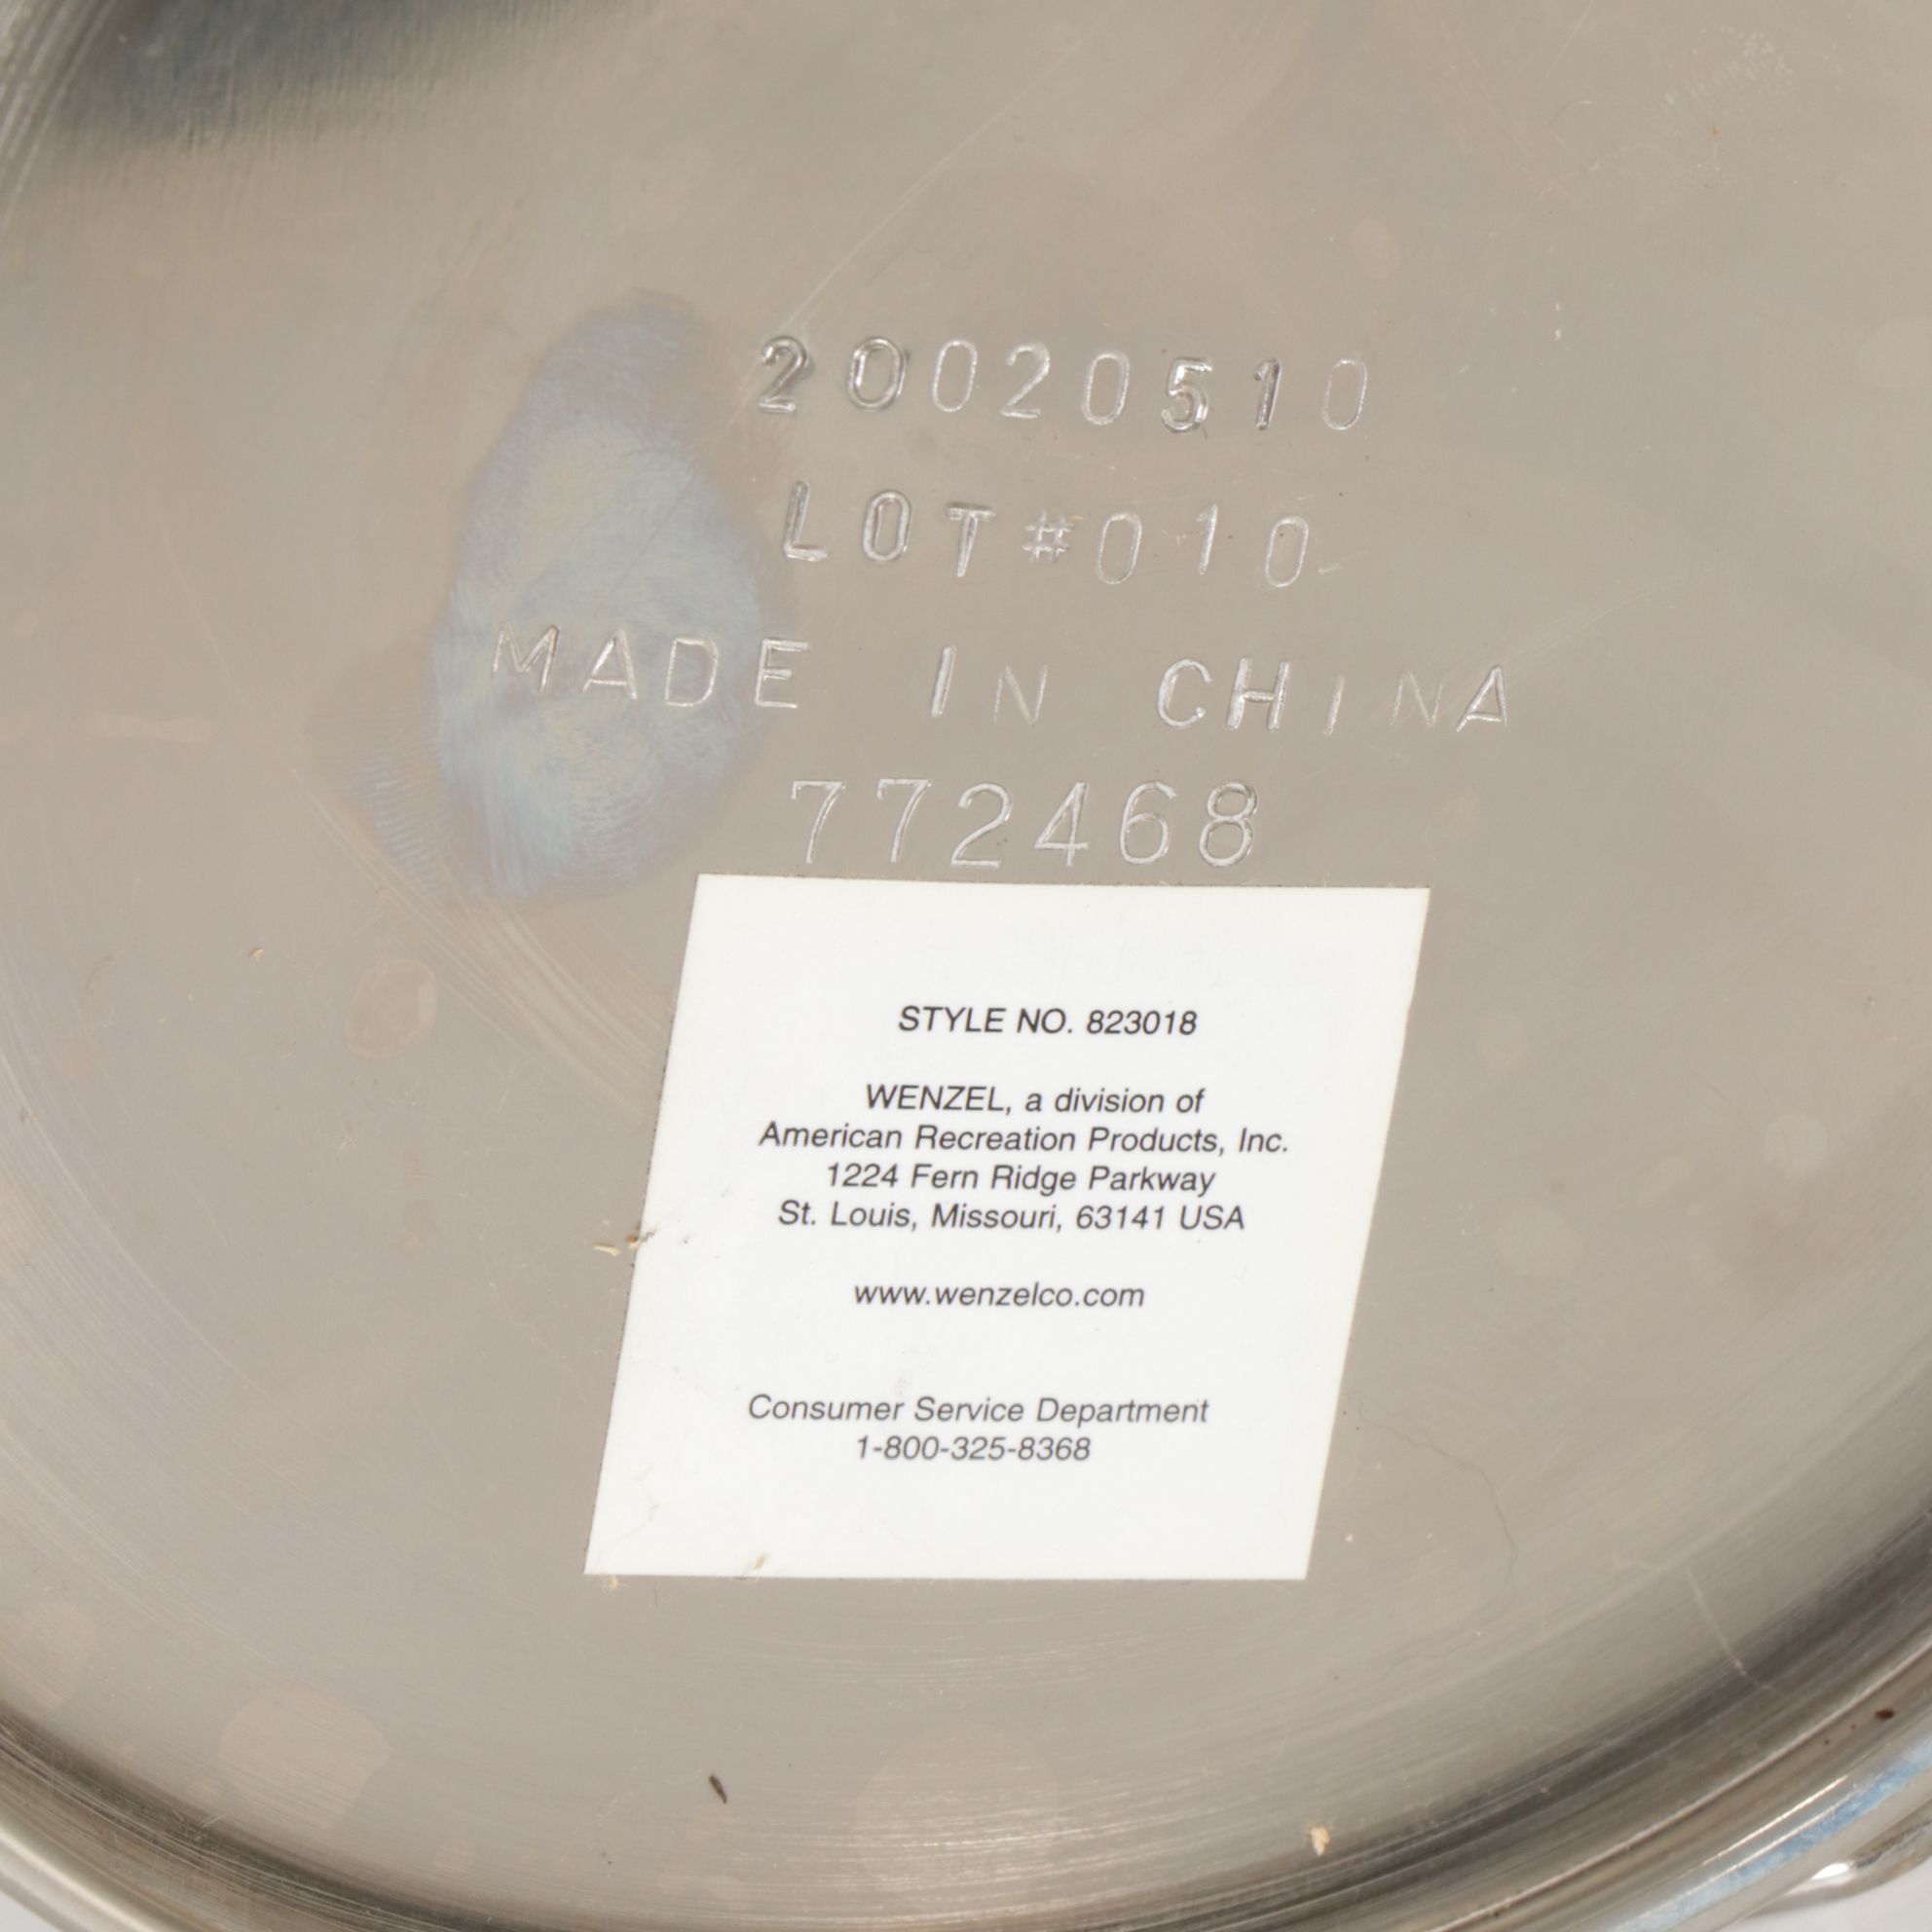 20020510
LOT#010
MADE IN CHINA
772468
STYLE NO. 823018
WENZEL, a division of
American Recreation Products, Inc.
1224 Fern Ridge Parkway
St. Louis, Missouri, 63141 USA
www.wenzelco.com
Consumer Service Department
1-800-325-8368